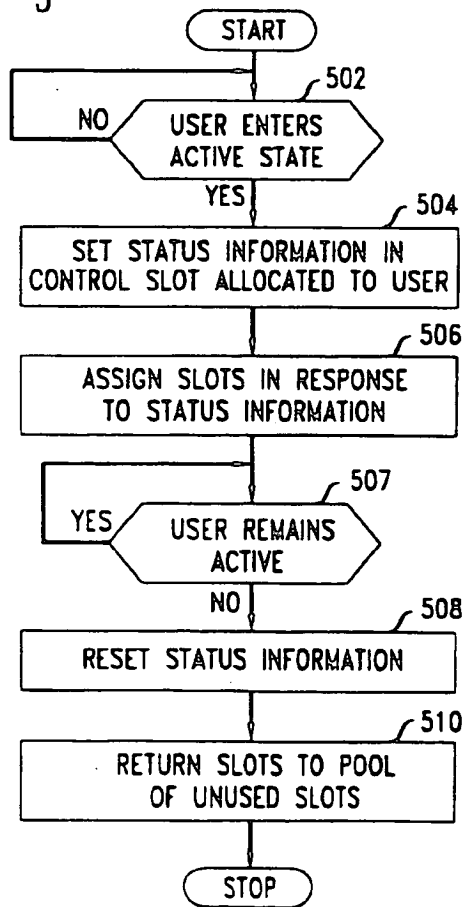 START
502
NO
USER ENTERS
ACTIVE STATE
YES
504
SET STATUS INFORMATION IN
CONTROL SLOT ALLOCATED TO USER
506
ASSIGN SLOTS IN RESPONSE
TO STATUS INFORMATION
507
YES
USER REMAINS
ACTIVE
NO
508
RESET STATUS INFORMATION
510
RETURN SLOTS TO POOL
OF UNUSED SLOTS
STOP